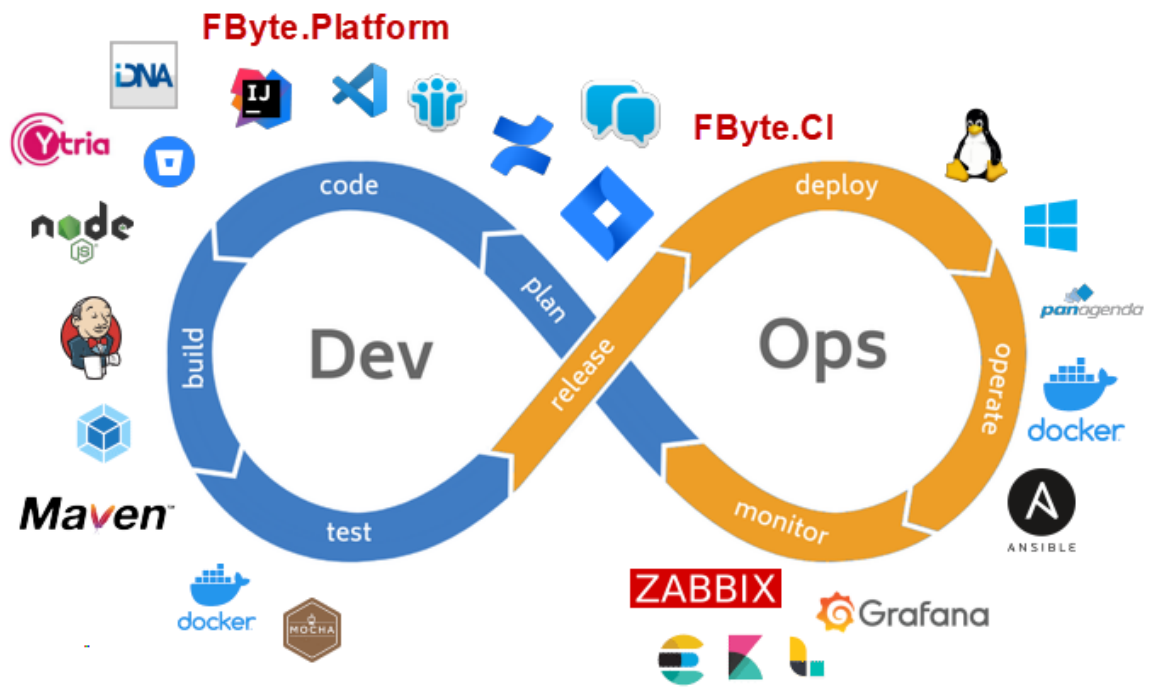 FByte.Platform
iDNA
IJ
Ytria
FByte.CI
code
deploy
node
JS
plan
Dev
Ops
build
release
operate
panagenda
docker
Maven™
test
monitor
ANSIBLE
docker
MOCHA
ZABBIX
Grafana